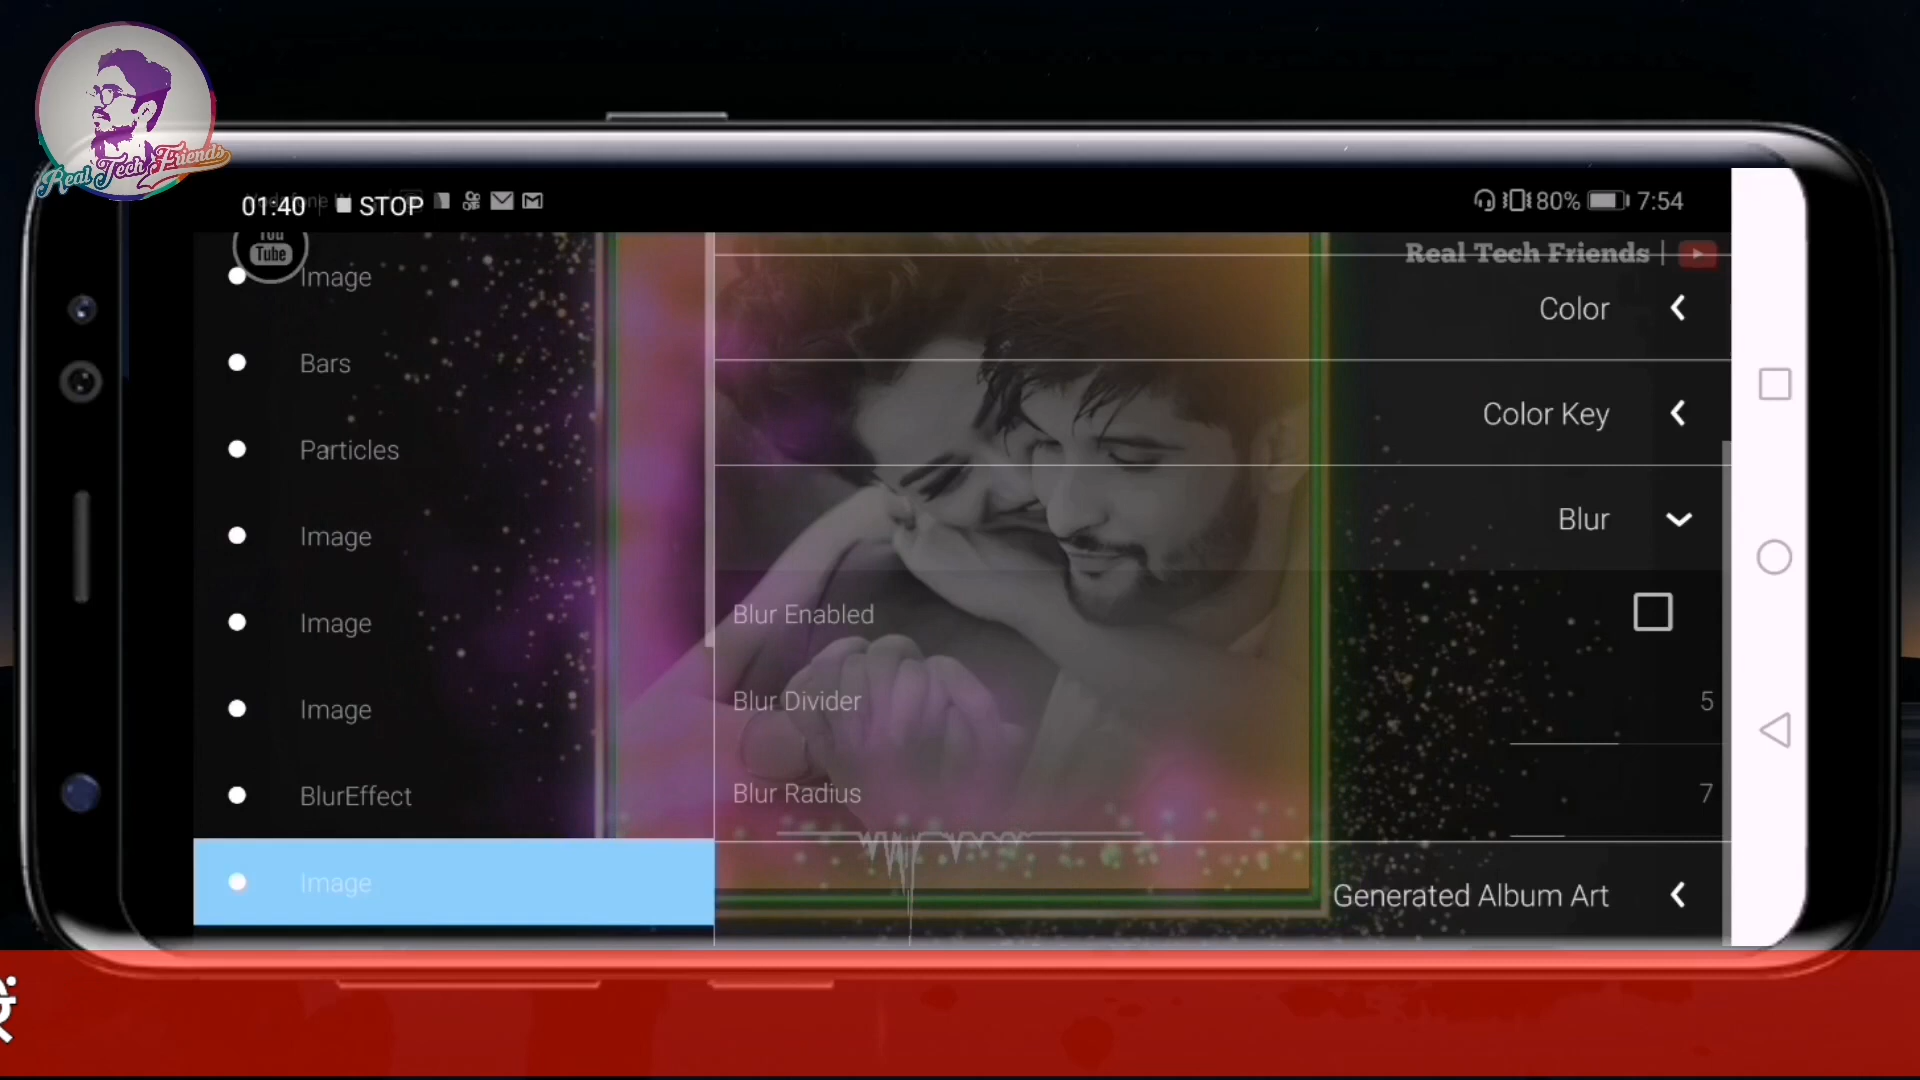 Real Tech Friends
01:40 STOP
80% 7:54
You
Tube
Real Tech Friends |
Image
Bars
Particles
Image
Image
Image
BlurEffect
Image
Color
Color Key
Blur
Blur Enabled
Blur Divider 5
Blur Radius 7
Generated Album Art